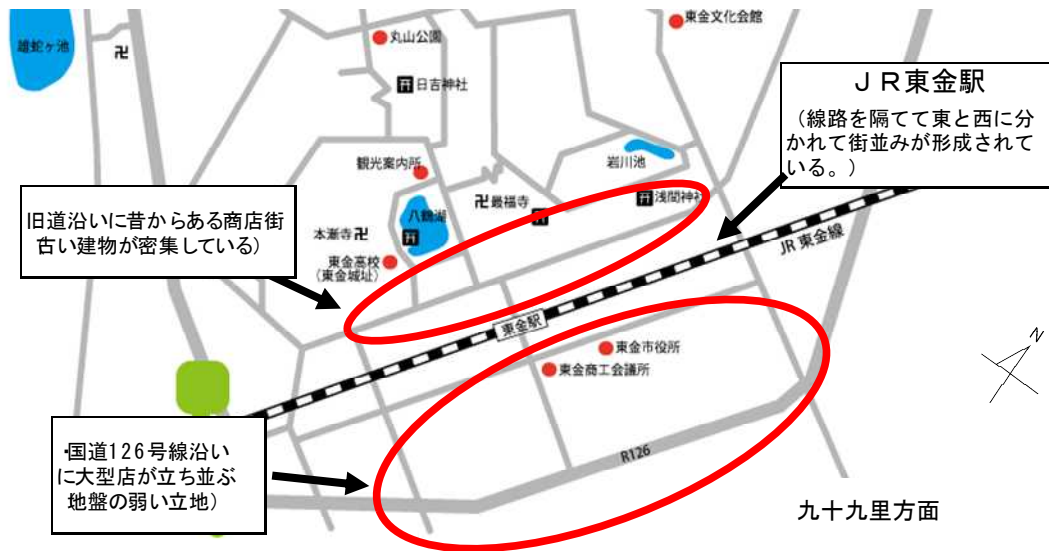 東金文化会館
雄蛇ヶ池
卍
丸山公園
日吉神社
JR東金駅
(線路を隔てて東と西に分
かれて街並みが形成されて
いる。)
観光案内所
岩川池
旧道沿いに昔からある商店街
古い建物が密集している)
八鶴湖
卍最福寺
浅間神社
本漸寺卍
東金高校
(東金城址)
JR 東金線
東金駅
東金市役所
東金商工会議所
・国道126号線沿い
に大型店が立ち並ぶ
地盤の弱い立地)
R126
N
九十九里方面